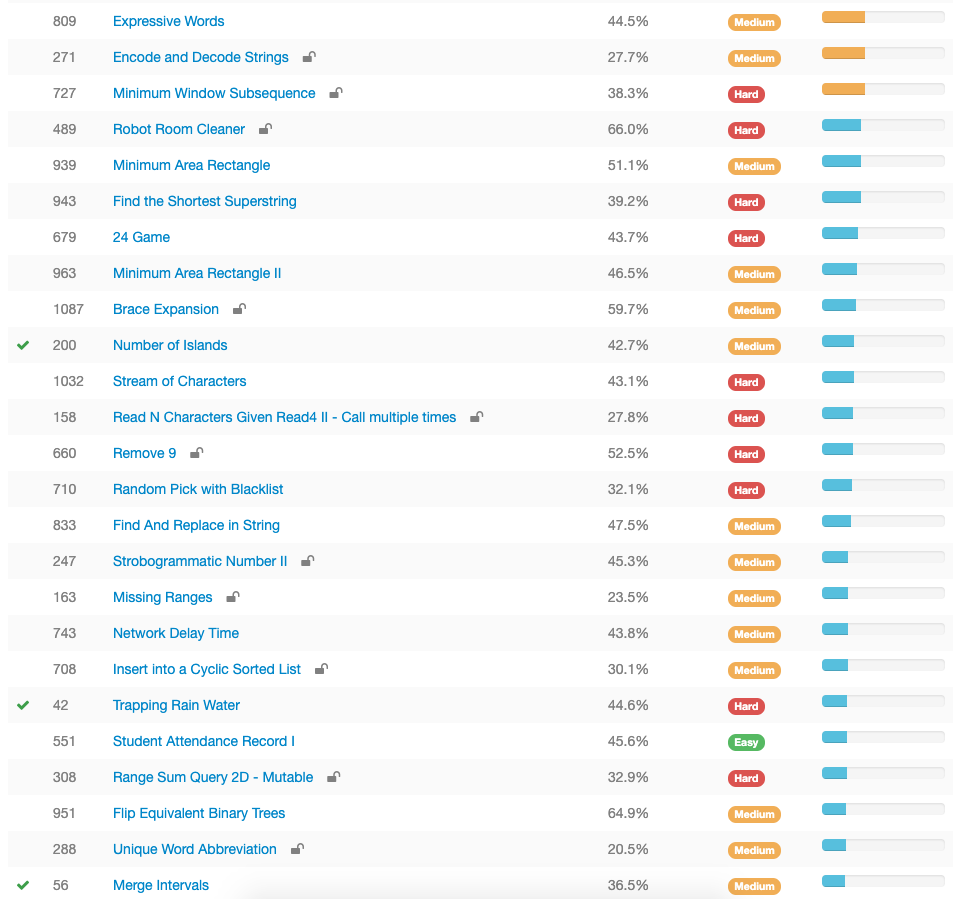 809 Expressive Words 44.5% Medium
271 Encode and Decode Strings 27.7% Medium
727 Minimum Window Subsequence 38.3% Hard
489 Robot Room Cleaner 66.0% Hard
939 Minimum Area Rectangle 51.1% Medium
943 Find the Shortest Superstring 39.2% Hard
679 24 Game 43.7% Hard
963 Minimum Area Rectangle II 46.5% Medium
1087 Brace Expansion 59.7% Medium
200 Number of Islands 42.7% Medium
1032 Stream of Characters 43.1% Hard
158 Read N Characters Given Read4 II - Call multiple times 27.8% Hard
660 Remove 9 52.5% Hard
710 Random Pick with Blacklist 32.1% Hard
833 Find And Replace in String 47.5% Medium
247 Strobogrammatic Number II 45.3% Medium
163 Missing Ranges 23.5% Medium
743 Network Delay Time 43.8% Medium
708 Insert into a Cyclic Sorted List 30.1% Medium
42 Trapping Rain Water 44.6% Hard
551 Student Attendance Record I 45.6% Easy
308 Range Sum Query 2D - Mutable 32.9% Hard
951 Flip Equivalent Binary Trees 64.9% Medium
288 Unique Word Abbreviation 20.5% Medium
56 Merge Intervals 36.5% Medium